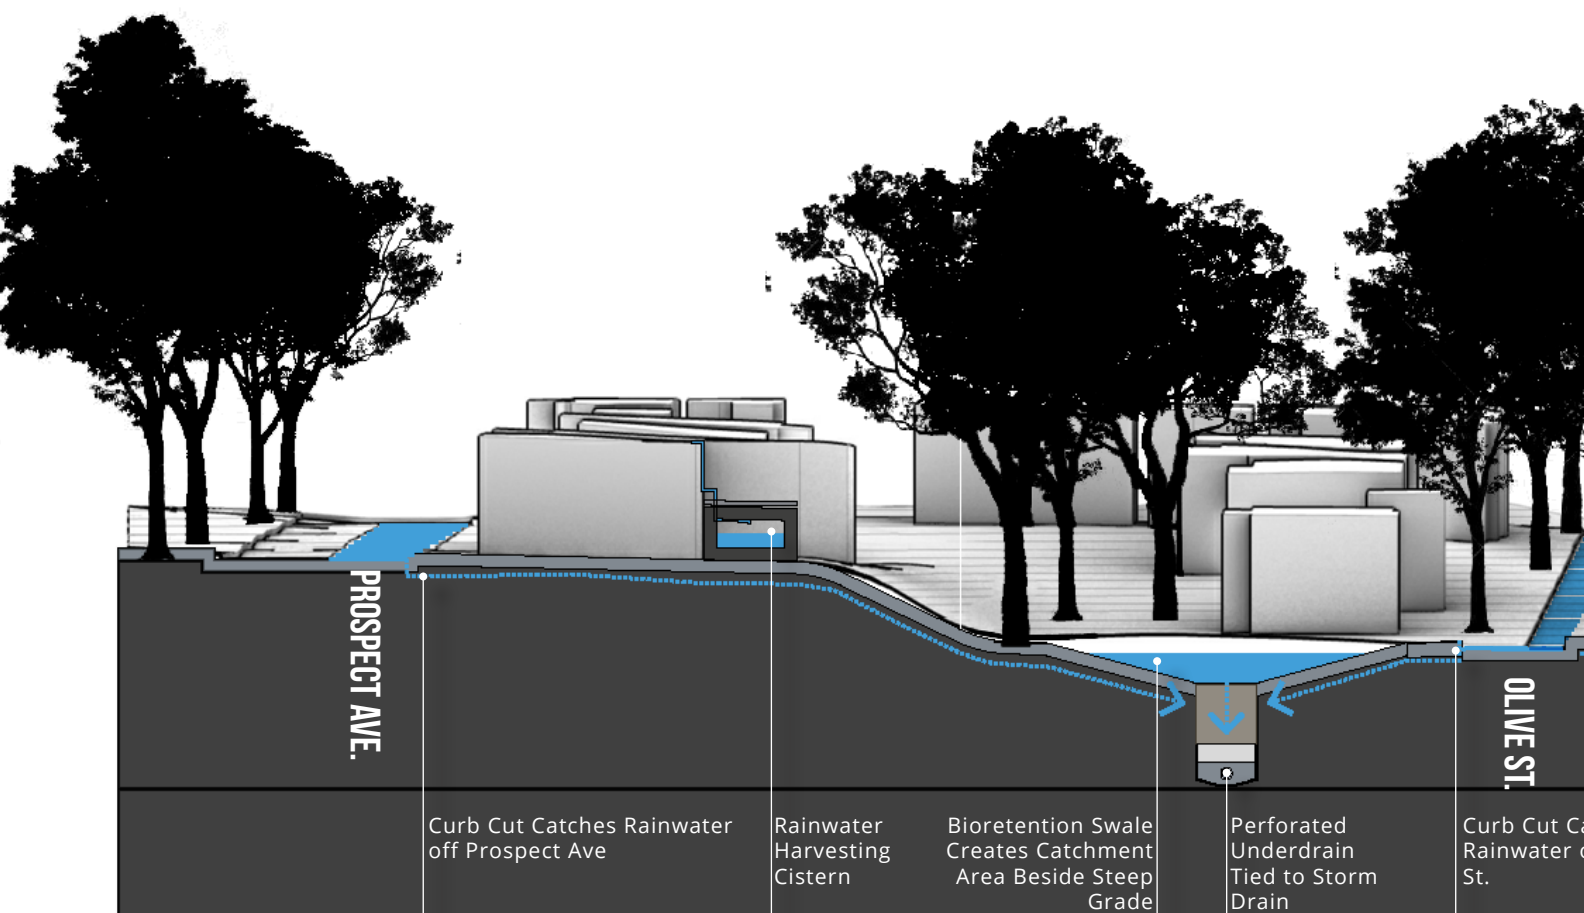 PROSPECT AVE.
OLIVE ST.
Curb Cut Catches Rainwater
off Prospect Ave
Rainwater
Harvesting
Cistern
Bioretention Swale
Creates Catchment
Area Beside Steep
Grade
Perforated
Underdrain
Tied to Storm
Drain
Curb Cut
Rainwater
St.